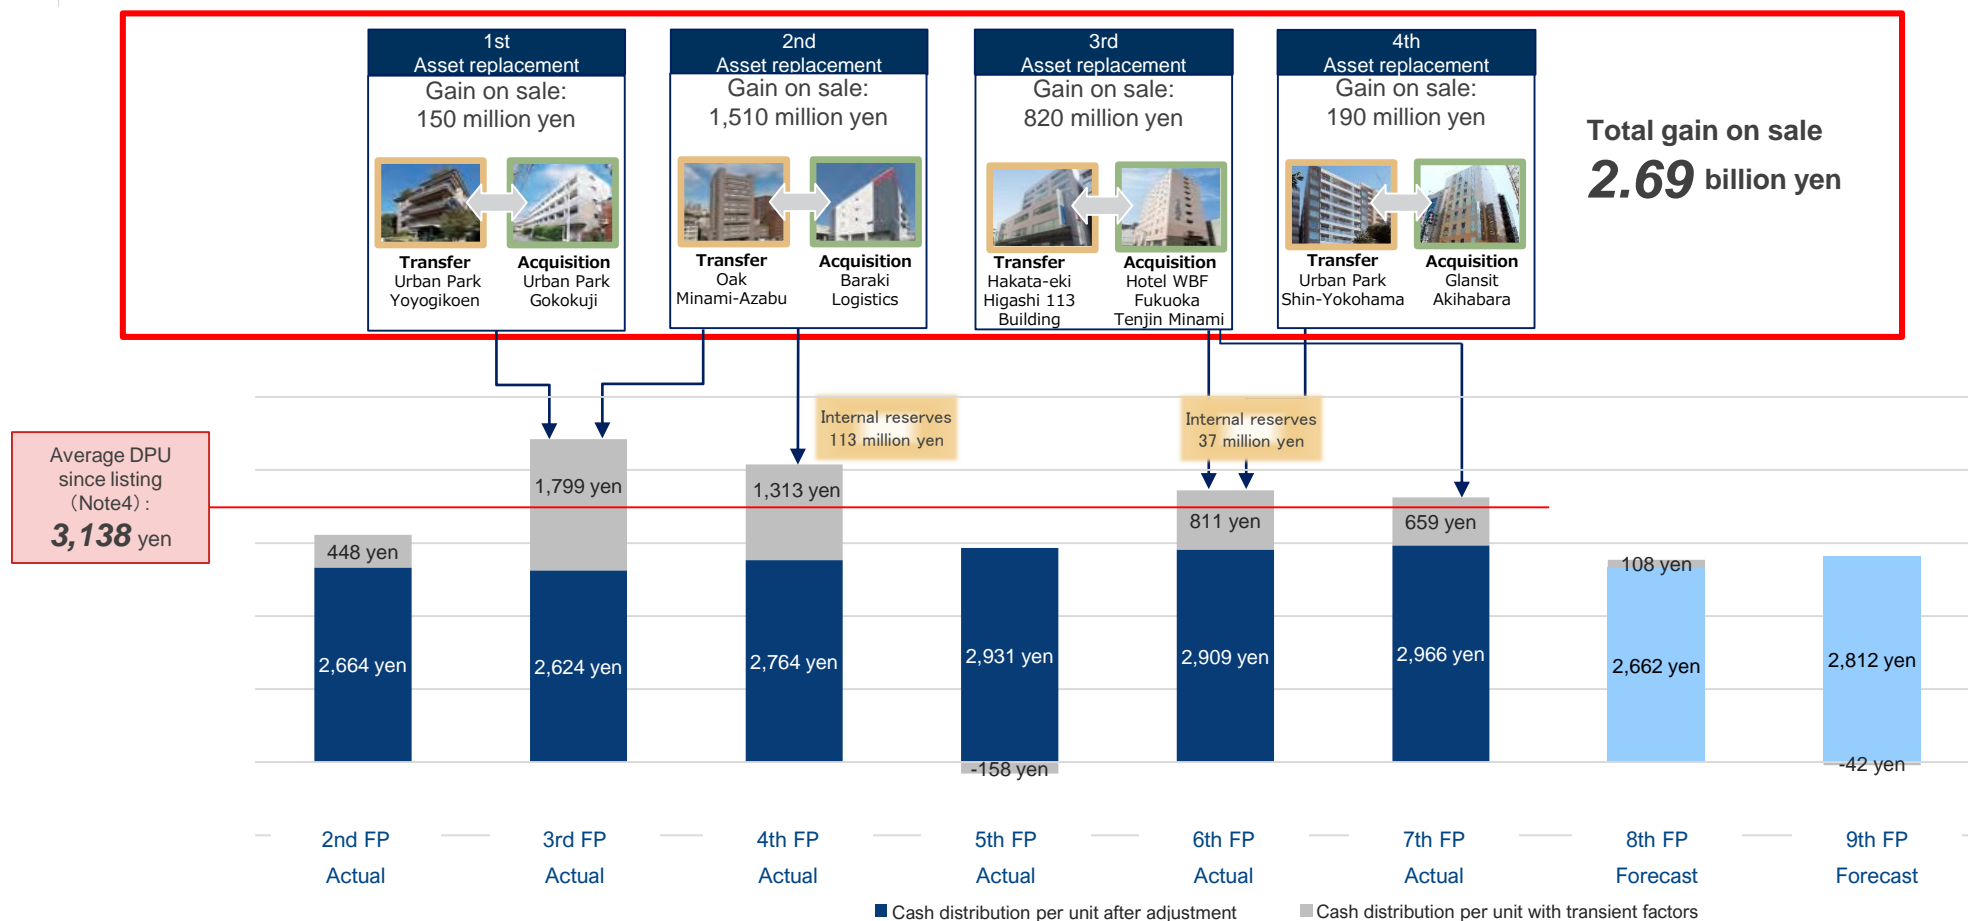 1st
Asset replacement
Gain on sale:
150 million yen
Transfer
Urban Park
Yoyogikoen
Acquisition
Urban Park
Gokokuji
2nd
Asset replacement
Gain on sale:
1,510 million yen
Transfer
Oak
Minami-Azabu
Acquisition
Baraki
Logistics
3rd
Asset replacement
Gain on sale:
820 million yen
Transfer
Hakata-eki
Higashi 113
Building
Acquisition
Hotel WBF
Fukuoka
Tenjin Minami
4th
Asset replacement
Gain on sale:
190 million yen
Transfer
Urban Park
Shin-Yokohama
Acquisition
Glansit
Akihabara
Total gain on sale
2.69 billion yen
Internal reserves
113 million yen
Internal reserves
37 million yen
Average DPU
since listing
（Note4）:
3,138 yen
448 yen
1,799 yen
1,313 yen
811 yen
659 yen
108 yen
2,664 yen
2,624 yen
2,764 yen
2,931 yen
2,909 yen
2,966 yen
2,662 yen
2,812 yen
-158 yen
-42 yen
2nd FP
Actual
3rd FP
Actual
4th FP
Actual
5th FP
Actual
6th FP
Actual
7th FP
Actual
8th FP
Forecast
9th FP
Forecast
Cash distribution per unit after adjustment
Cash distribution per unit with transient factors